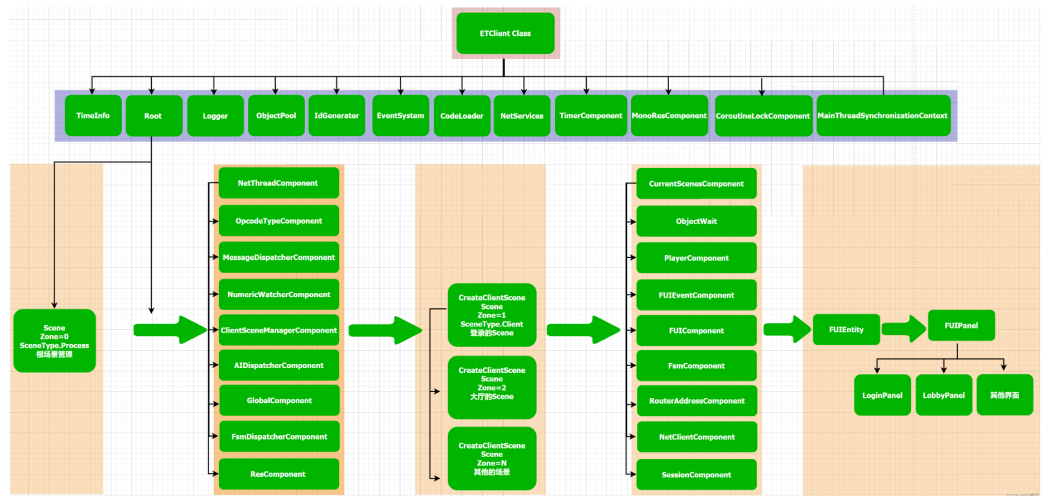 ETClient Class
TimeInfo
Root
Logger
ObjectPool
IdGenerater
EventSystem
CodeLoader
NetServices
TimerComponent
MonoResComponent
CoroutineLockComponent
MainThreadSynchronizationContext
Scene
Zone=0
SceneType.Process
根场景管理
NetThreadComponent
OpcodeTypeComponent
MessageDispatcherComponent
NumericWatcherComponent
ClientSceneManagerComponent
AIDispatcherComponent
GlobalComponent
FsmDispatcherComponent
ResComponent
CreateClientScene
Scene
Zone=1
SceneType.Client
登录的Scene
CreateClientScene
Scene
Zone=2
大厅的Scene
CreateClientScene
Scene
Zone=N
其他的场景
CurrentScenesComponent
ObjectWait
PlayerComponent
FUIEventComponent
FUIComponent
FsmComponent
RouterAddressComponent
NetClientComponent
SessionComponent
FUIEntity
FUIPanel
LoginPanel
LobbyPanel
其他界面